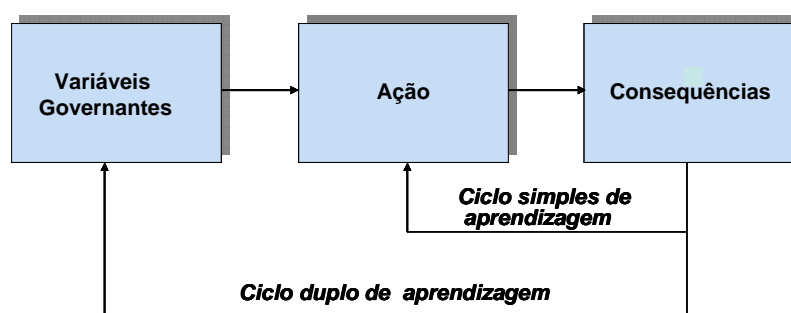 Variáveis
Governantes
Ação
Consequências
Ciclo simples de
aprendizagem
Ciclo duplo de aprendizagem